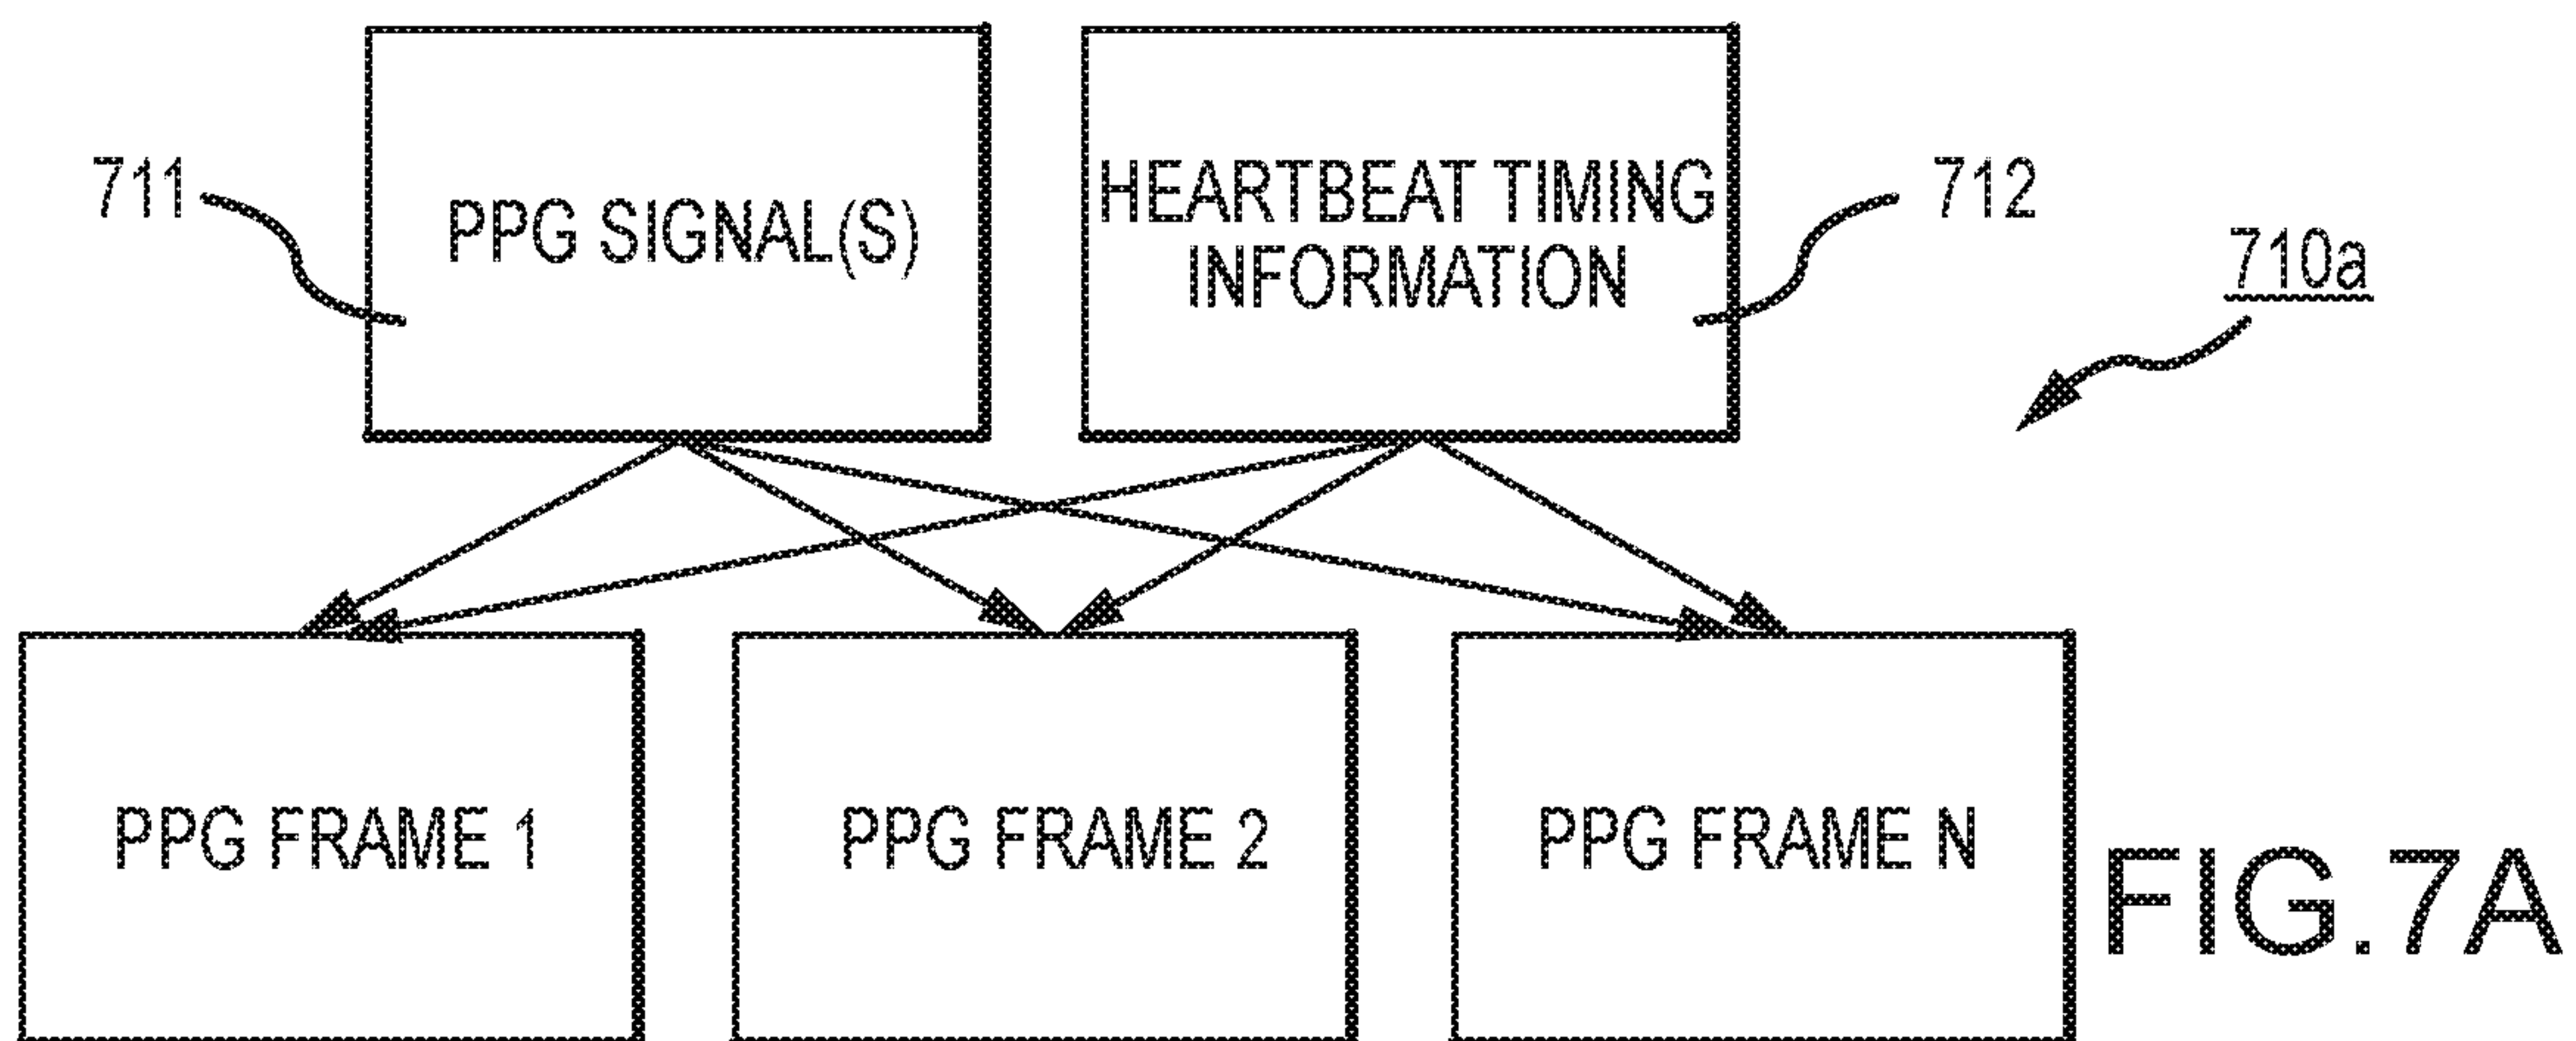 711
PPG SIGNAL(S)
HEARTBEAT TIMING
INFORMATION
712
710a
PPG FRAME 1
PPG FRAME 2
PPG FRAME N
FIG.7A